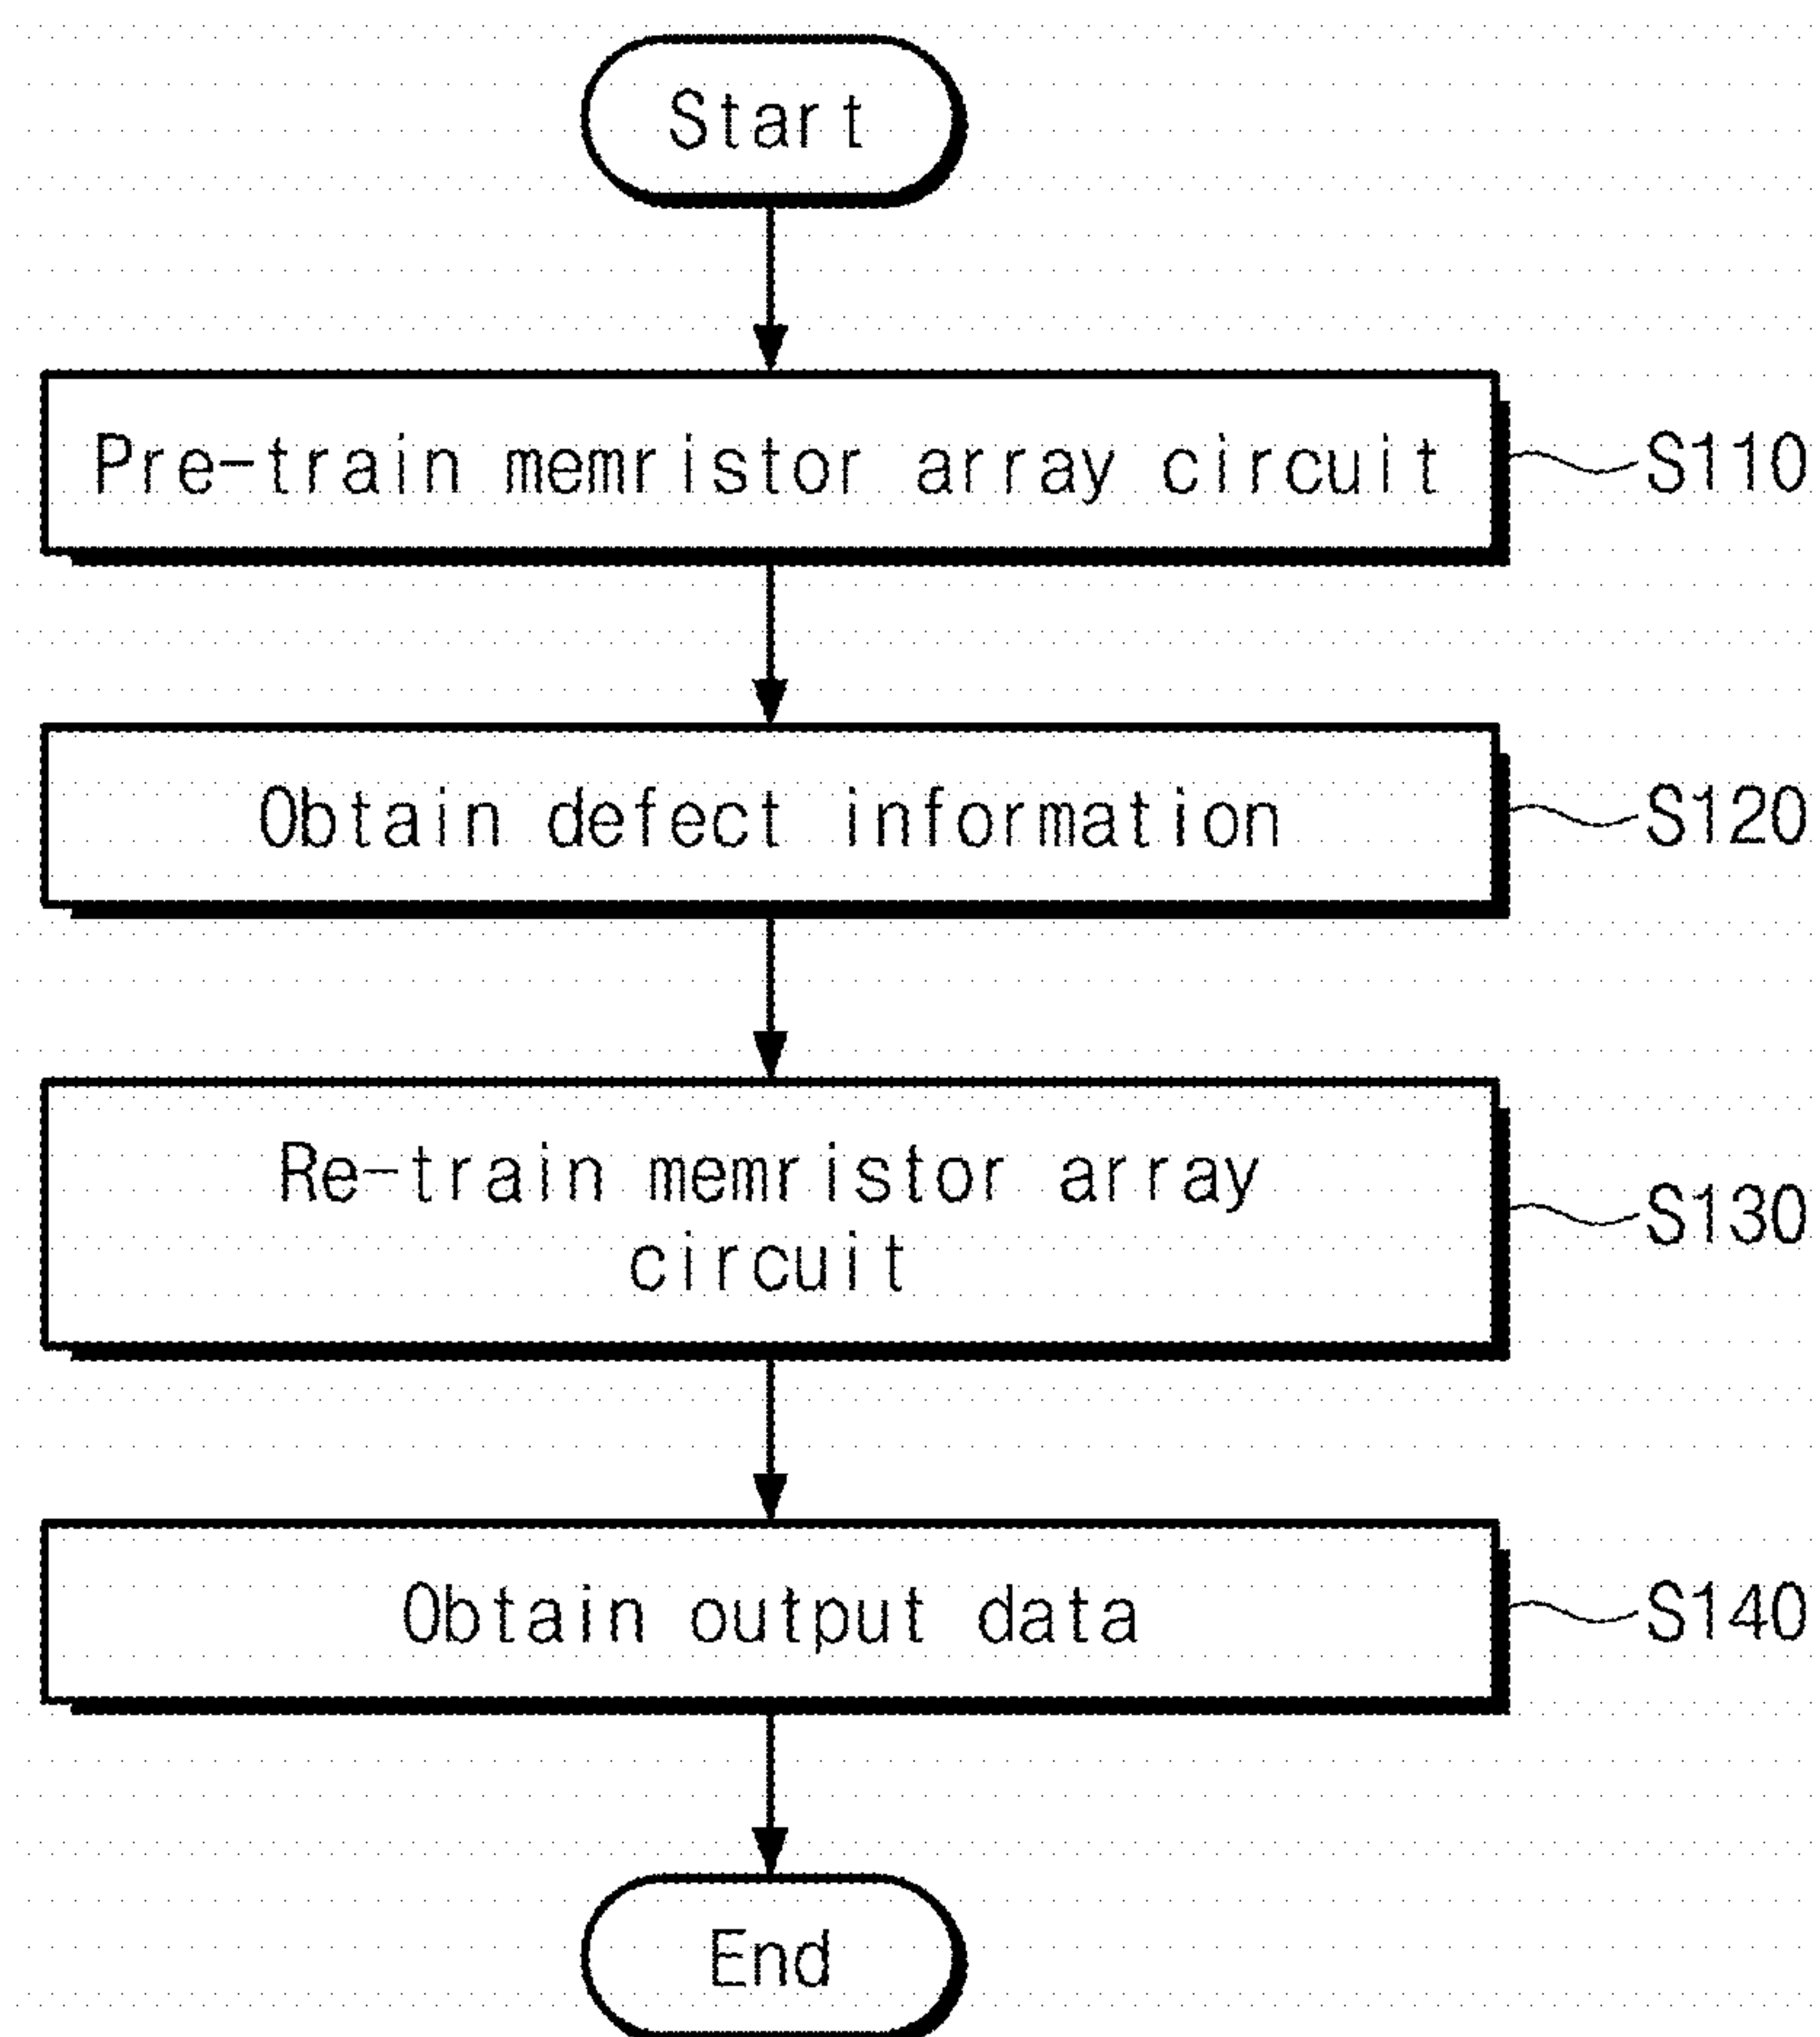 Start
Pre-train memristor array circuit
S110
Obtain defect information
S120
Re-train memristor array
circuit
S130
Obtain output data
S140
End